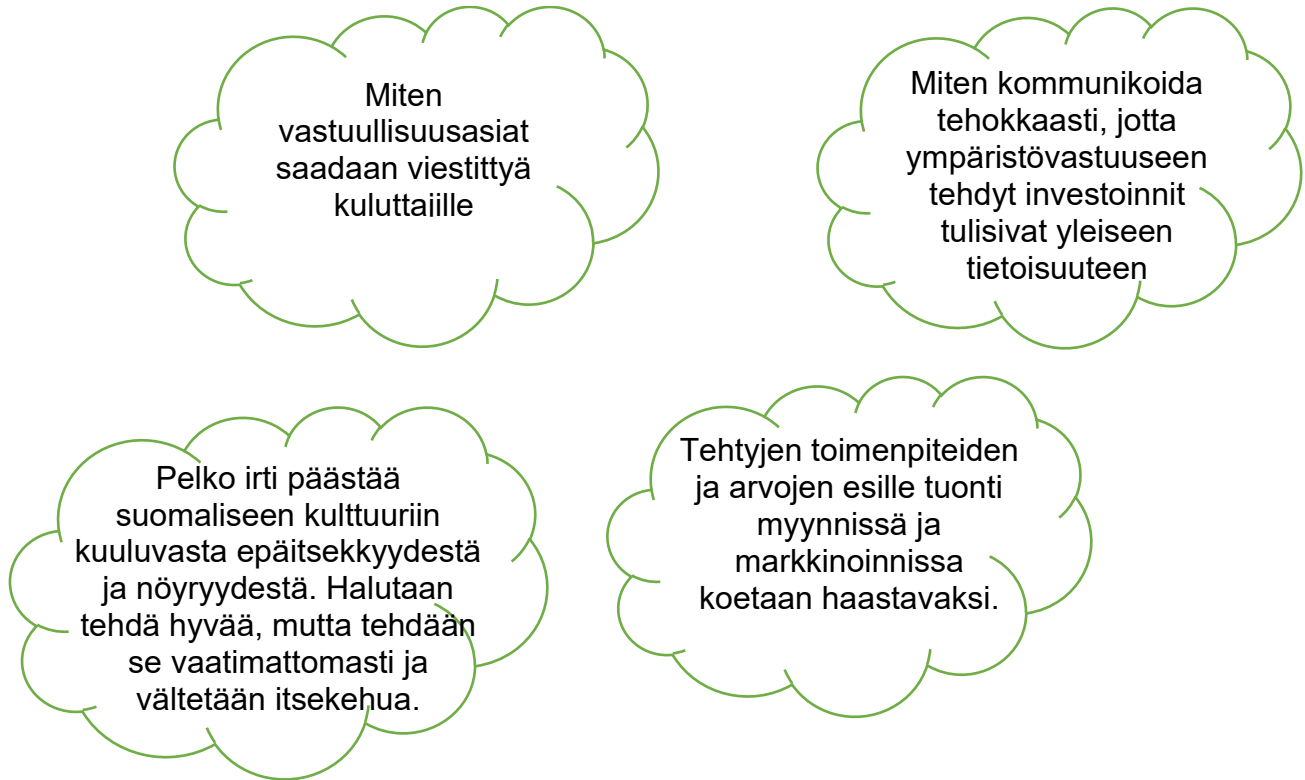 Miten
vastuullisuusasiat
saadaan viestittyä
kuluttajille
Miten kommunikoida
tehokkaasti, jotta
ympäristövastuuseen
tehdyt investoinnit
tulisivat yleiseen
tietoisuuteen
Pelko irti päästää
suomaliseen kulttuuriin
kuuluvasta epäitsekkyydestä
ja nöyryydestä. Halutaan
tehdä hyvää, mutta tehdään
se vaatimattomasti ja
vältetään itsekehua.
Tehtyjen toimenpiteiden
ja arvojen esille tuonti
myynnissä ja
markkinoinnissa
koetaan haastavaksi.